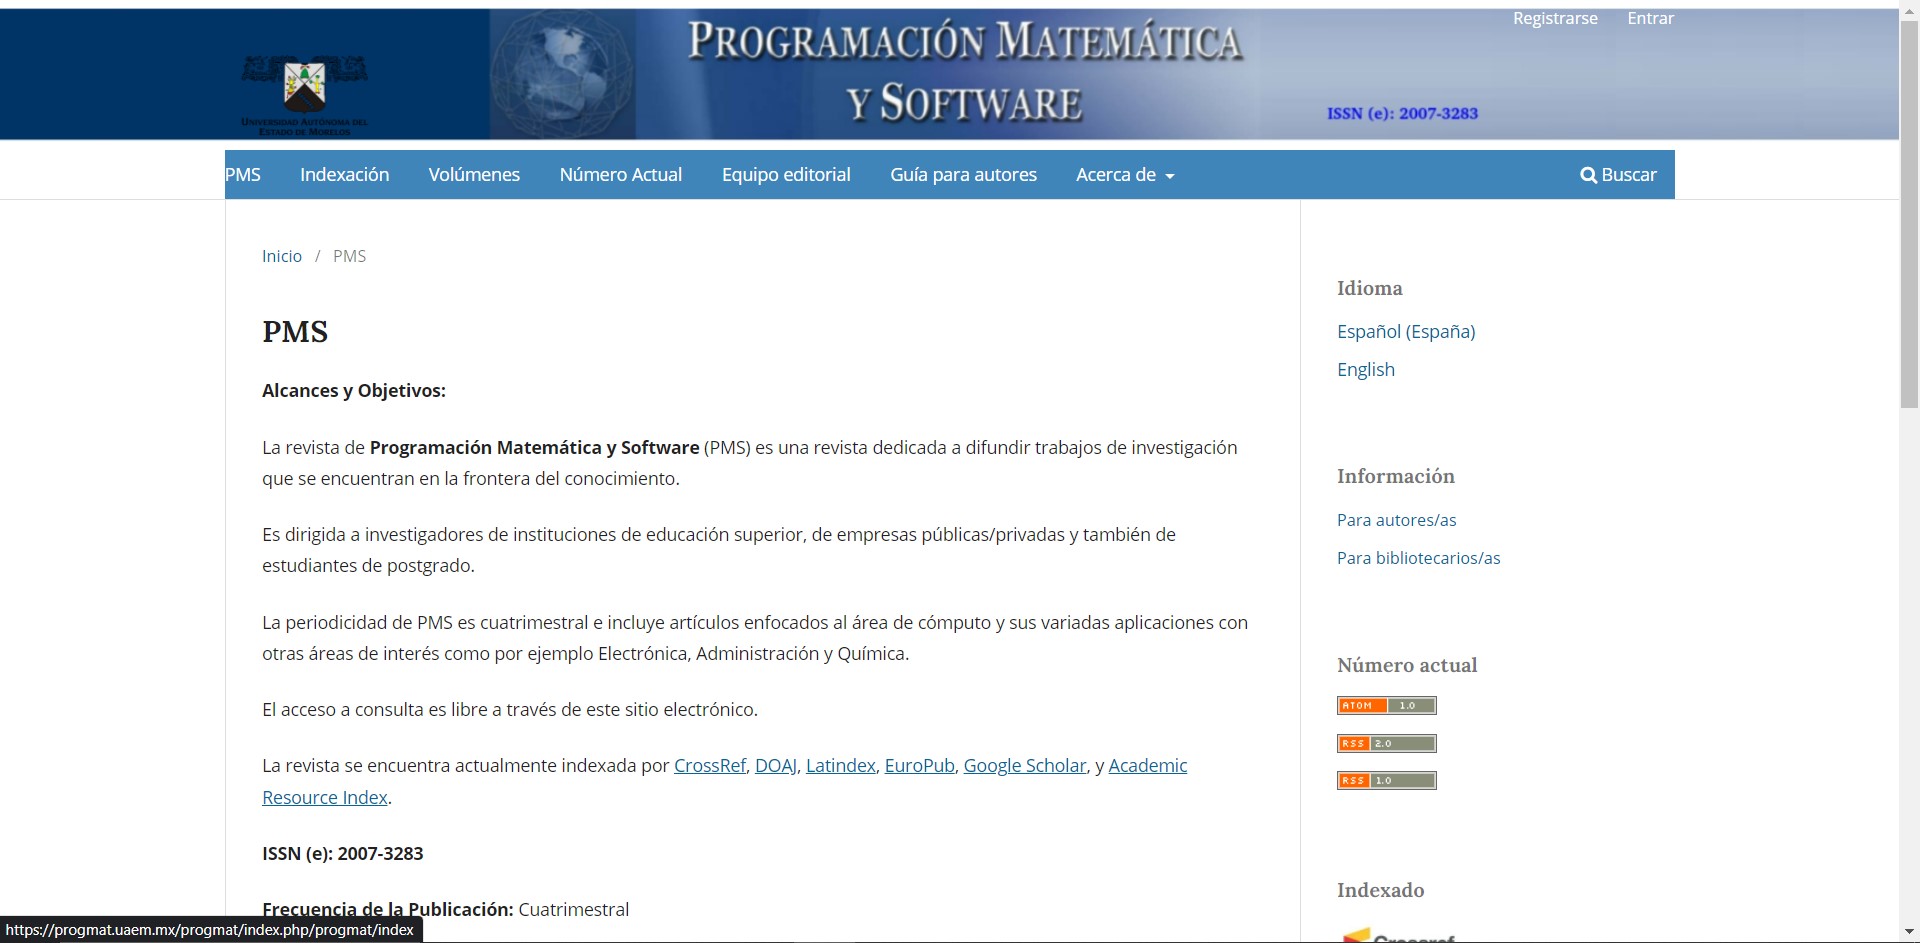 Registrarse Entrar
PROGRAMACIÓN MATEMÁTICA
Y SOFTWARE
UNIVERSIDAD AUTÓNOMA DEL
ESTADO DE MORELOS
ISSN (e): 2007-3283
PMS Indexación Volúmenes Número Actual Equipo editorial Guía para autores Acerca de Buscar
Inicio / PMS
PMS
Alcances y Objetivos:
La revista de Programación Matemática y Software (PMS) es una revista dedicada a difundir trabajos de investigación
que se encuentran en la frontera del conocimiento.
Es dirigida a investigadores de instituciones de educación superior, de empresas públicas/privadas y también de
estudiantes de postgrado.
La periodicidad de PMS es cuatrimestral e incluye artículos enfocados al área de cómputo y sus variadas aplicaciones con
otras áreas de interés como por ejemplo Electrónica, Administración y Química.
El acceso a consulta es libre a través de este sitio electrónico.
La revista se encuentra actualmente indexada por CrossRef, DOAJ, Latindex, EuroPub, Google Scholar, y Academic
Resource Index.
ISSN (e): 2007-3283
Frecuencia de la Publicación: Cuatrimestral
Idioma
Español (España)
English
Información
Para autores/as
Para bibliotecarios/as
Número actual
ATOM 1.0
RSS 2.0
RSS 1.0
Indexado
Crossref
https://progmat.uaem.mx/progmat/index.php/progmat/index